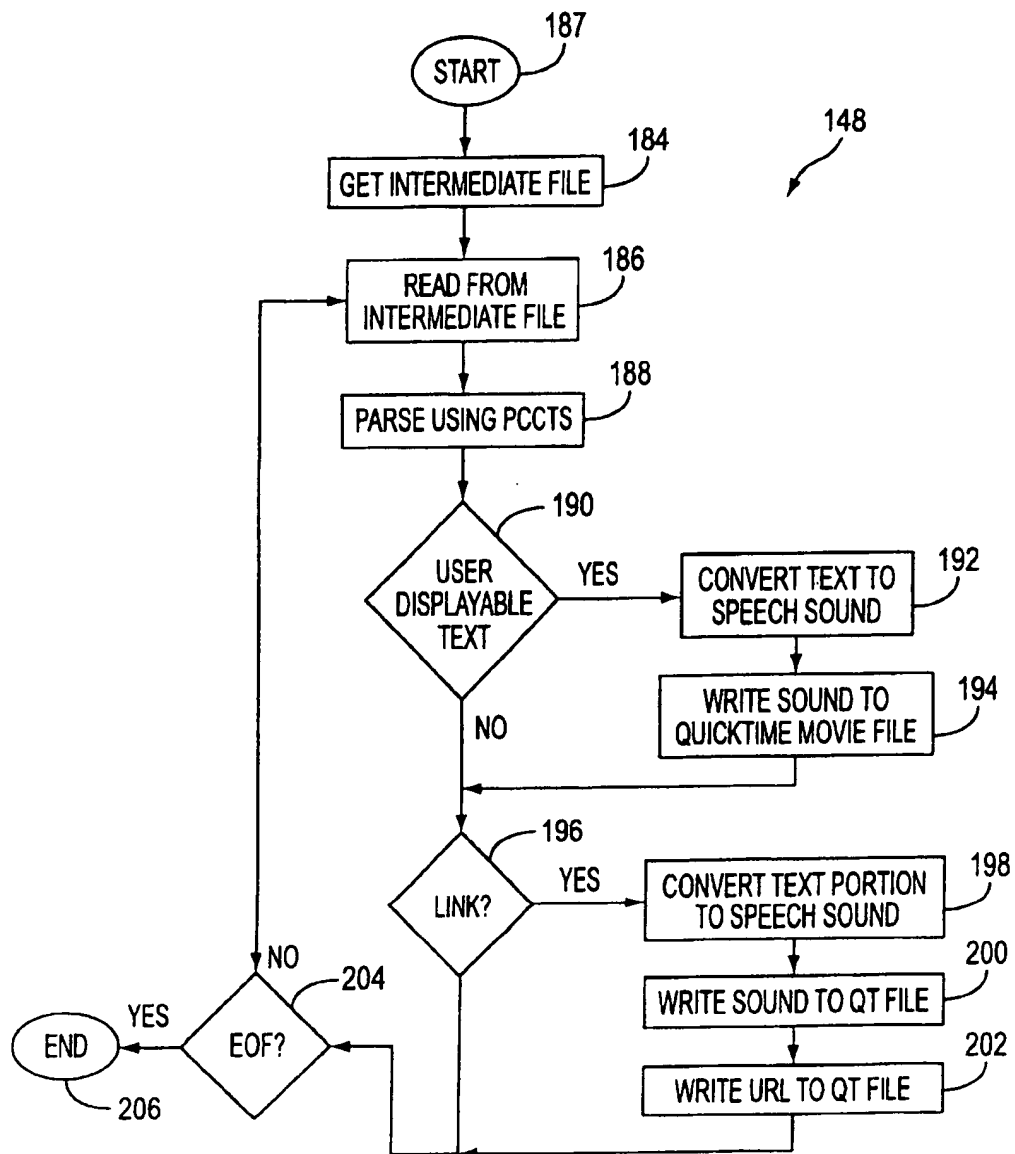 187
START
148
184
GET INTERMEDIATE FILE
186
READ FROM
INTERMEDIATE FILE
188
PARSE USING PCCTS
190
USER
DISPLAYABLE
TEXT
YES
192
CONVERT TEXT TO
SPEECH SOUND
194
WRITE SOUND TO
QUICKTIME MOVIE FILE
NO
196
LINK?
YES
198
CONVERT TEXT PORTION
TO SPEECH SOUND
200
WRITE SOUND TO QT FILE
202
WRITE URL TO QT FILE
NO
204
EOF?
YES
END
206